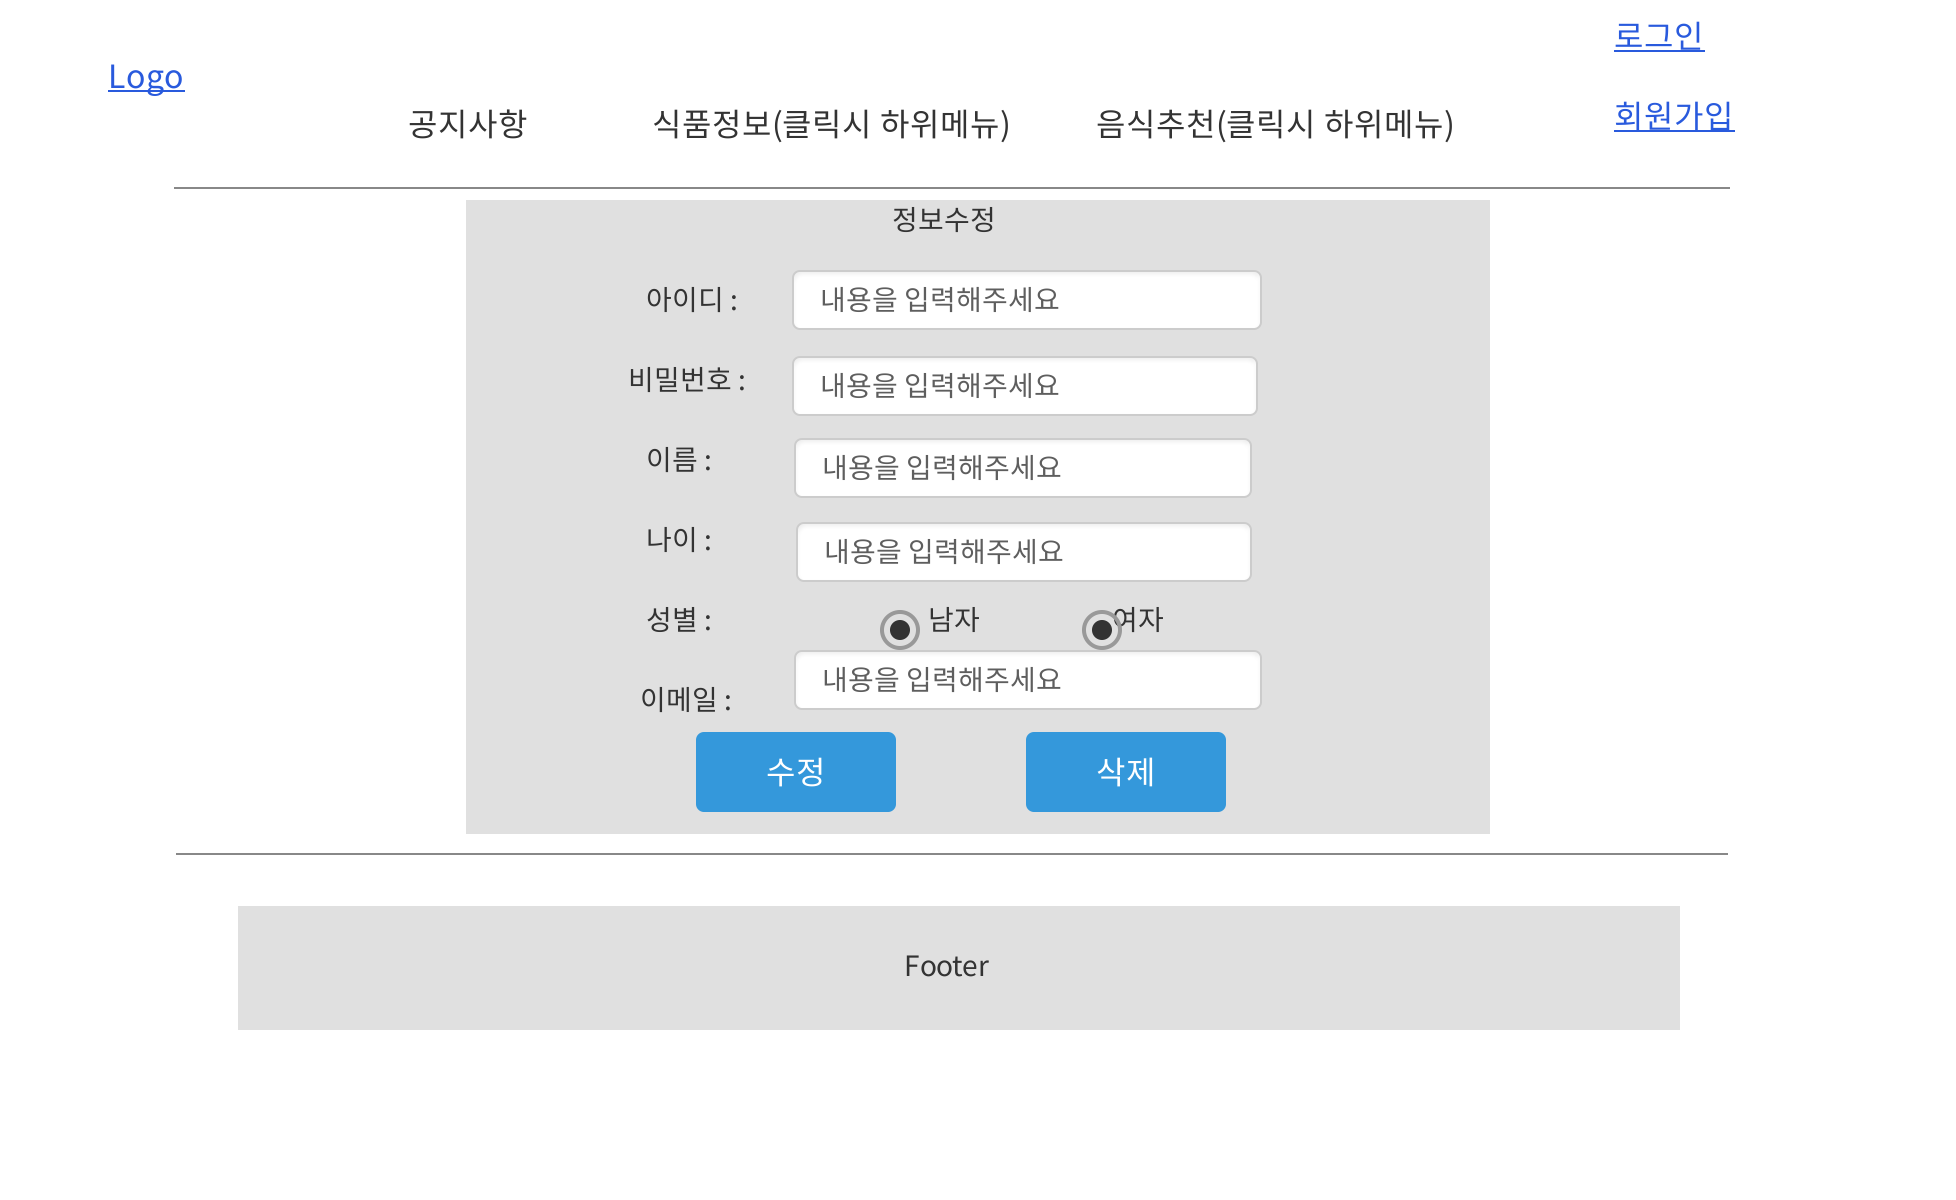 로그인
Logo
회원가입
공지사항 식품정보(클릭시 하위메뉴) 음식추천(클릭시 하위메뉴)
정보수정
아이디 : 내용을 입력해주세요
비밀번호 : 내용을 입력해주세요
이름 : 내용을 입력해주세요
나이 : 내용을 입력해주세요
성별 : 남자 여자
이메일 : 내용을 입력해주세요
수정 삭제
Footer